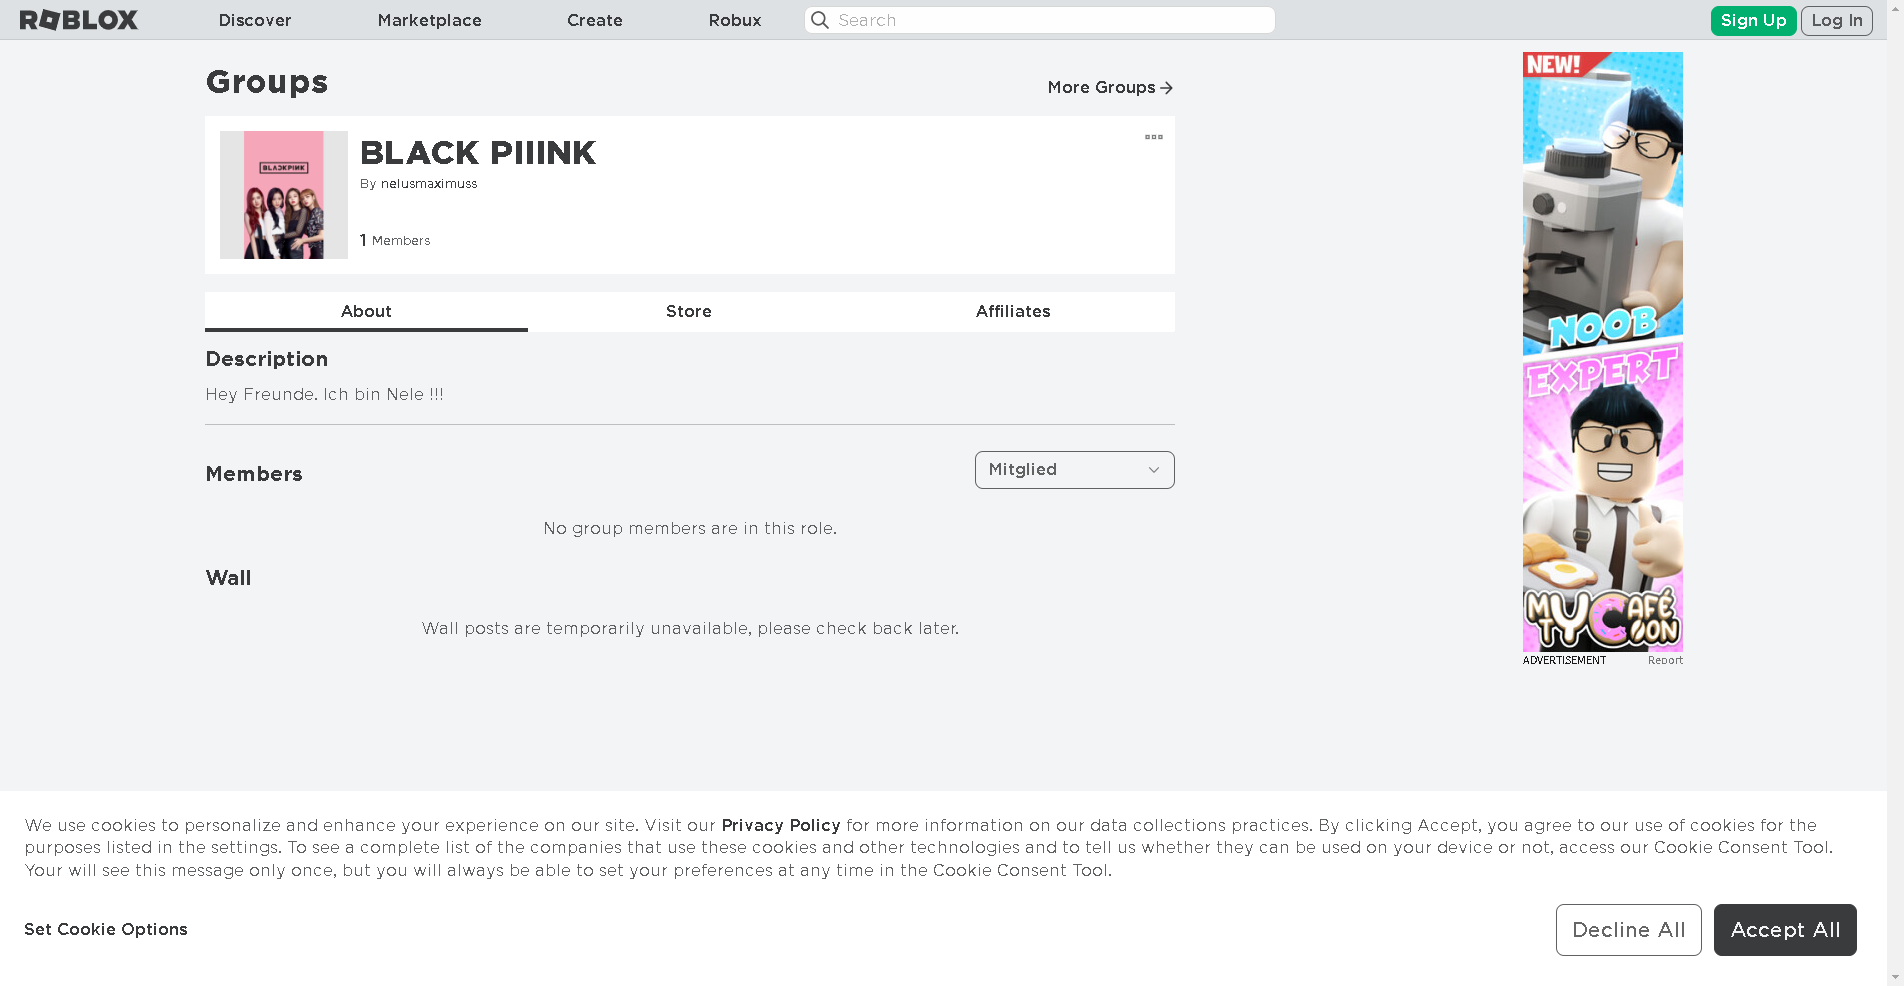 ROBLOX Discover Marketplace Create Robux Search Sign Up Log In
Groups
More Groups
BLACK PIIINK
By nelusmaximuss
1 Members
BLACKPINK
About Store Affiliates
Description
Hey Freunde. Ich bin Nele !!!
Members
Mitglied
No group members are in this role.
Wall
Wall posts are temporarily unavailable, please check back later.
NEW!
NOOB
EXPERT
MY CAFÉ
TYCOON
ADVERTISEMENT Report
We use cookies to personalize and enhance your experience on our site. Visit our Privacy Policy for more information on our data collections practices. By clicking Accept, you agree to our use of cookies for the
purposes listed in the settings. To see a complete list of the companies that use these cookies and other technologies and to tell us whether they can be used on your device or not, access our Cookie Consent Tool.
Your will see this message only once, but you will always be able to set your preferences at any time in the Cookie Consent Tool.
Set Cookie Options
Decline All
Accept All